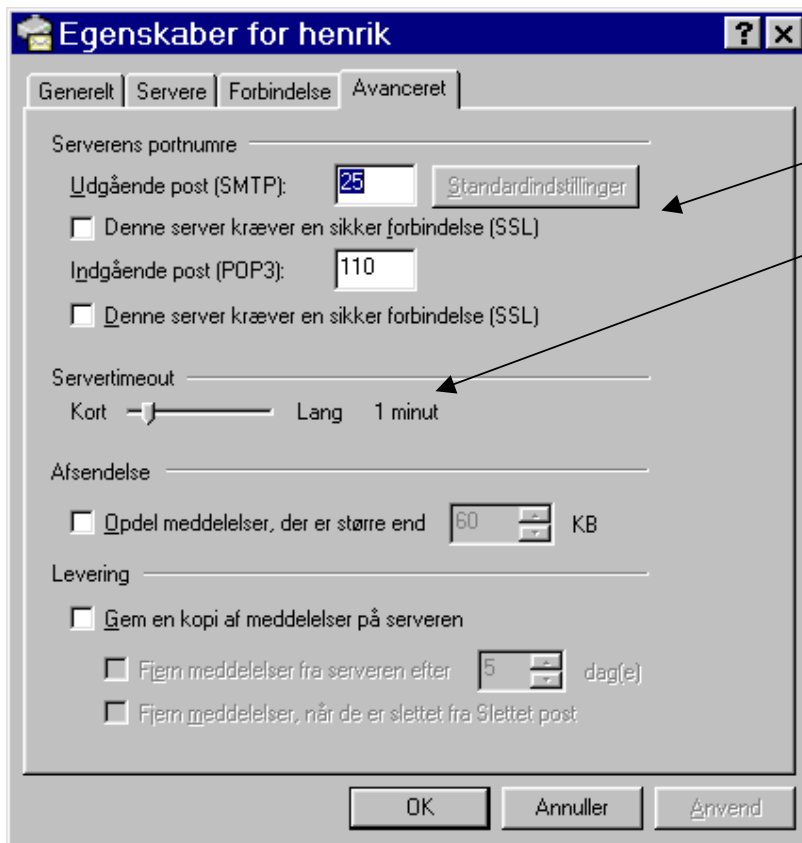 Egenskaber for henrik
Generelt Servere Forbindelse Avanceret
Serverens portnumre
Udgående post (SMTP): 25 Standardindstillinger
Denne server kræver en sikker forbindelse (SSL)
Indgående post (POP3): 110
Denne server kræver en sikker forbindelse (SSL)
Servertimeout
Kort Lang 1 minut
Afsendelse
Opdel meddelelser, der er større end 60 KB
Levering
Gem en kopi af meddelelser på serveren
Fjern meddelelser fra serveren efter 5 dag(e)
Fjern meddelelser, når de er slettet fra Slettet post
OK Annuller Anvend